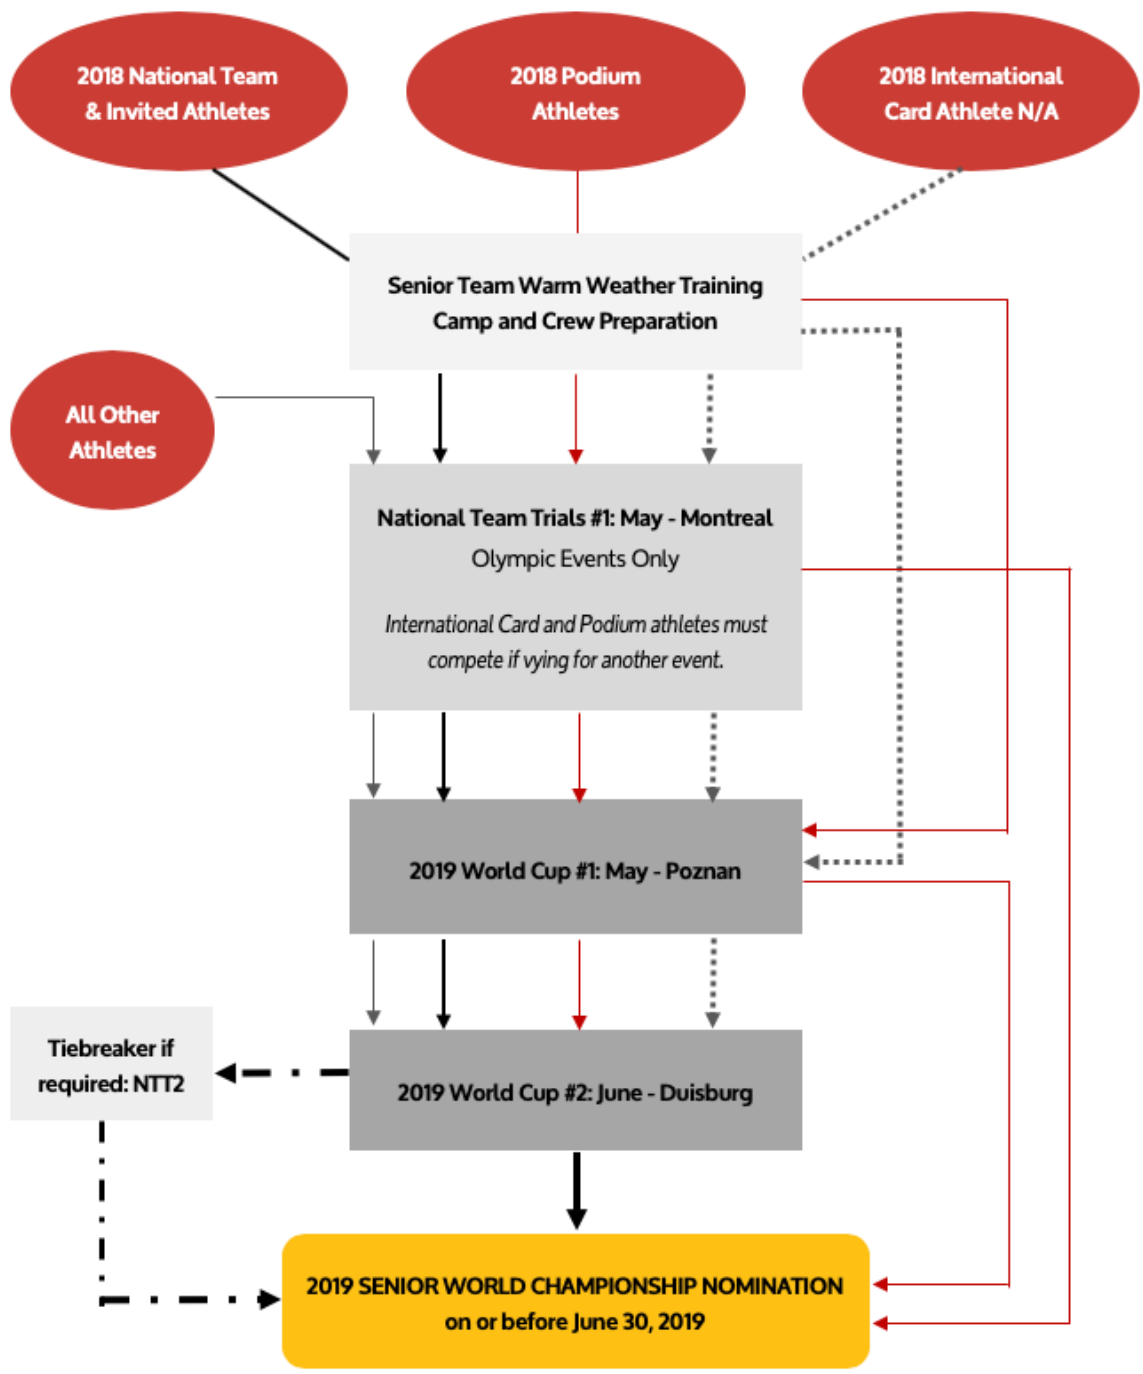 2018 National Team
& Invited Athletes
2018 Podium
Athletes
2018 International
Card Athlete N/A
Senior Team Warm Weather Training
Camp and Crew Preparation
All Other
Athletes
National Team Trials #1: May - Montreal
Olympic Events Only
International Card and Podium athletes must
compete if vying for another event.
2019 World Cup #1: May - Poznan
Tiebreaker if
required: NTT2
2019 World Cup #2: June - Duisburg
2019 SENIOR WORLD CHAMPIONSHIP NOMINATION
on or before June 30, 2019